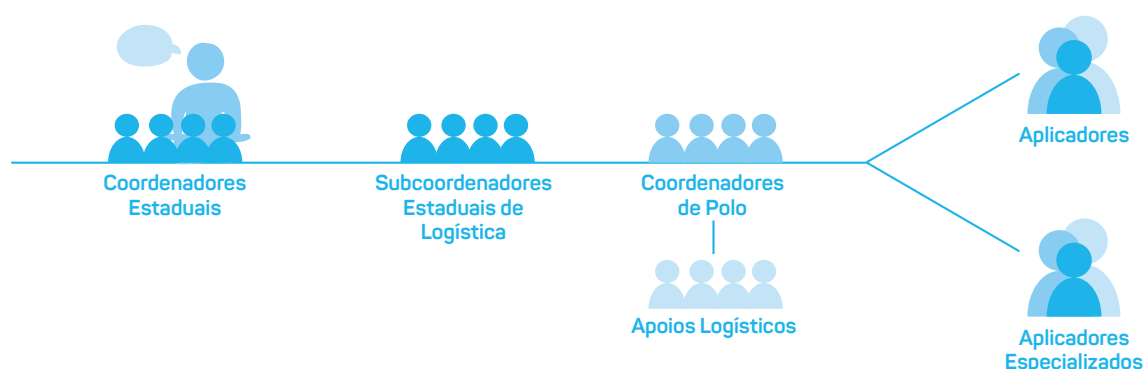 Coordenadores
Estaduais
Subcoordenadores
Estaduais de
Logística
Coordenadores
de Polo
Apoios Logísticos
Aplicadores
Aplicadores
Especializados